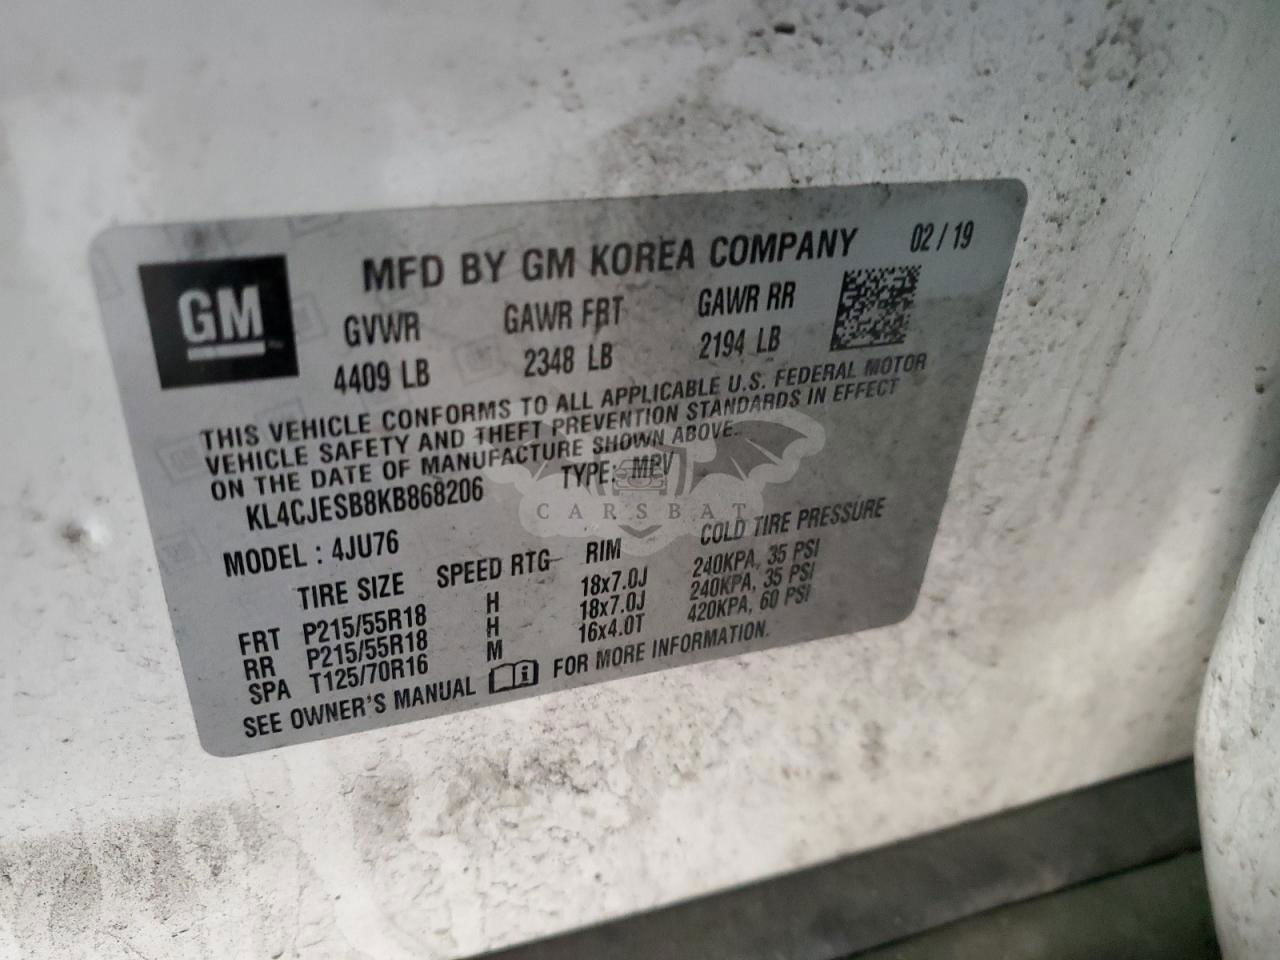 GM
MFD BY GM KOREA COMPANY 02 / 19
GVWR GAWR FRT GAWR RR
4409 LB 2348 LB 2194 LB
THIS VEHICLE CONFORMS TO ALL APPLICABLE U.S. FEDERAL MOTOR
VEHICLE SAFETY AND THEFT PREVENTION STANDARDS IN EFFECT
ON THE DATE OF MANUFACTURE SHOWN ABOVE.
KL4CJESB8KB868206 TYPE: MPV
CARSBAT
MODEL : 4JU76
TIRE SIZE SPEED RTG RIM COLD TIRE PRESSURE
FRT P215/55R18 H 18x7.0J 240KPA, 35 PSI
RR P215/55R18 H 18x7.0J 240KPA, 35 PSI
SPA T125/70R16 M 16x4.0T 420KPA, 60 PSI
SEE OWNER'S MANUAL FOR MORE INFORMATION.